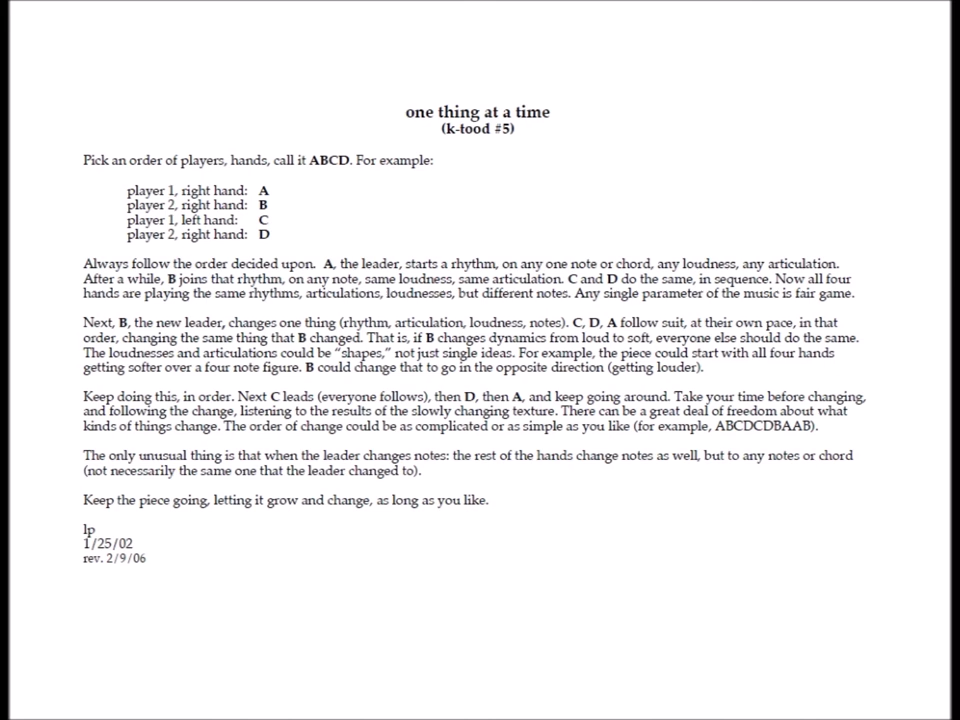 one thing at a time
(k-tood #5)
Pick an order of players, hands, call it ABCD. For example:
player 1, right hand: A
player 2, right hand: B
player 1, left hand: C
player 2, right hand: D
Always follow the order decided upon. A, the leader, starts a rhythm, on any one note or chord, any loudness, any articulation.
After a while, B joins that rhythm, on any note, same loudness, same articulation. C and D do the same, in sequence. Now all four
hands are playing the same rhythms, articulations, loudnesses, but different notes. Any single parameter of the music is fair game.
Next, B, the new leader, changes one thing (rhythm, articulation, loudness, notes). C, D, A follow suit, at their own pace, in that
order, changing the same thing that B changed. That is, if B changes dynamics from loud to soft, everyone else should do the same.
The loudnesses and articulations could be “shapes,” not just single ideas. For example, the piece could start with all four hands
getting softer over a four note figure. B could change that to go in the opposite direction (getting louder).
Keep doing this, in order. Next C leads (everyone follows), then D, then A, and keep going around. Take your time before changing,
and following the change, listening to the results of the slowly changing texture. There can be a great deal of freedom about what
kinds of things change. The order of change could be as complicated or as simple as you like (for example, ABCDCDBAAB).
The only unusual thing is that when the leader changes notes: the rest of the hands change notes as well, but to any notes or chord
(not necessarily the same one that the leader changed to).
Keep the piece going, letting it grow and change, as long as you like.
lp
1/25/02
rev. 2/9/06